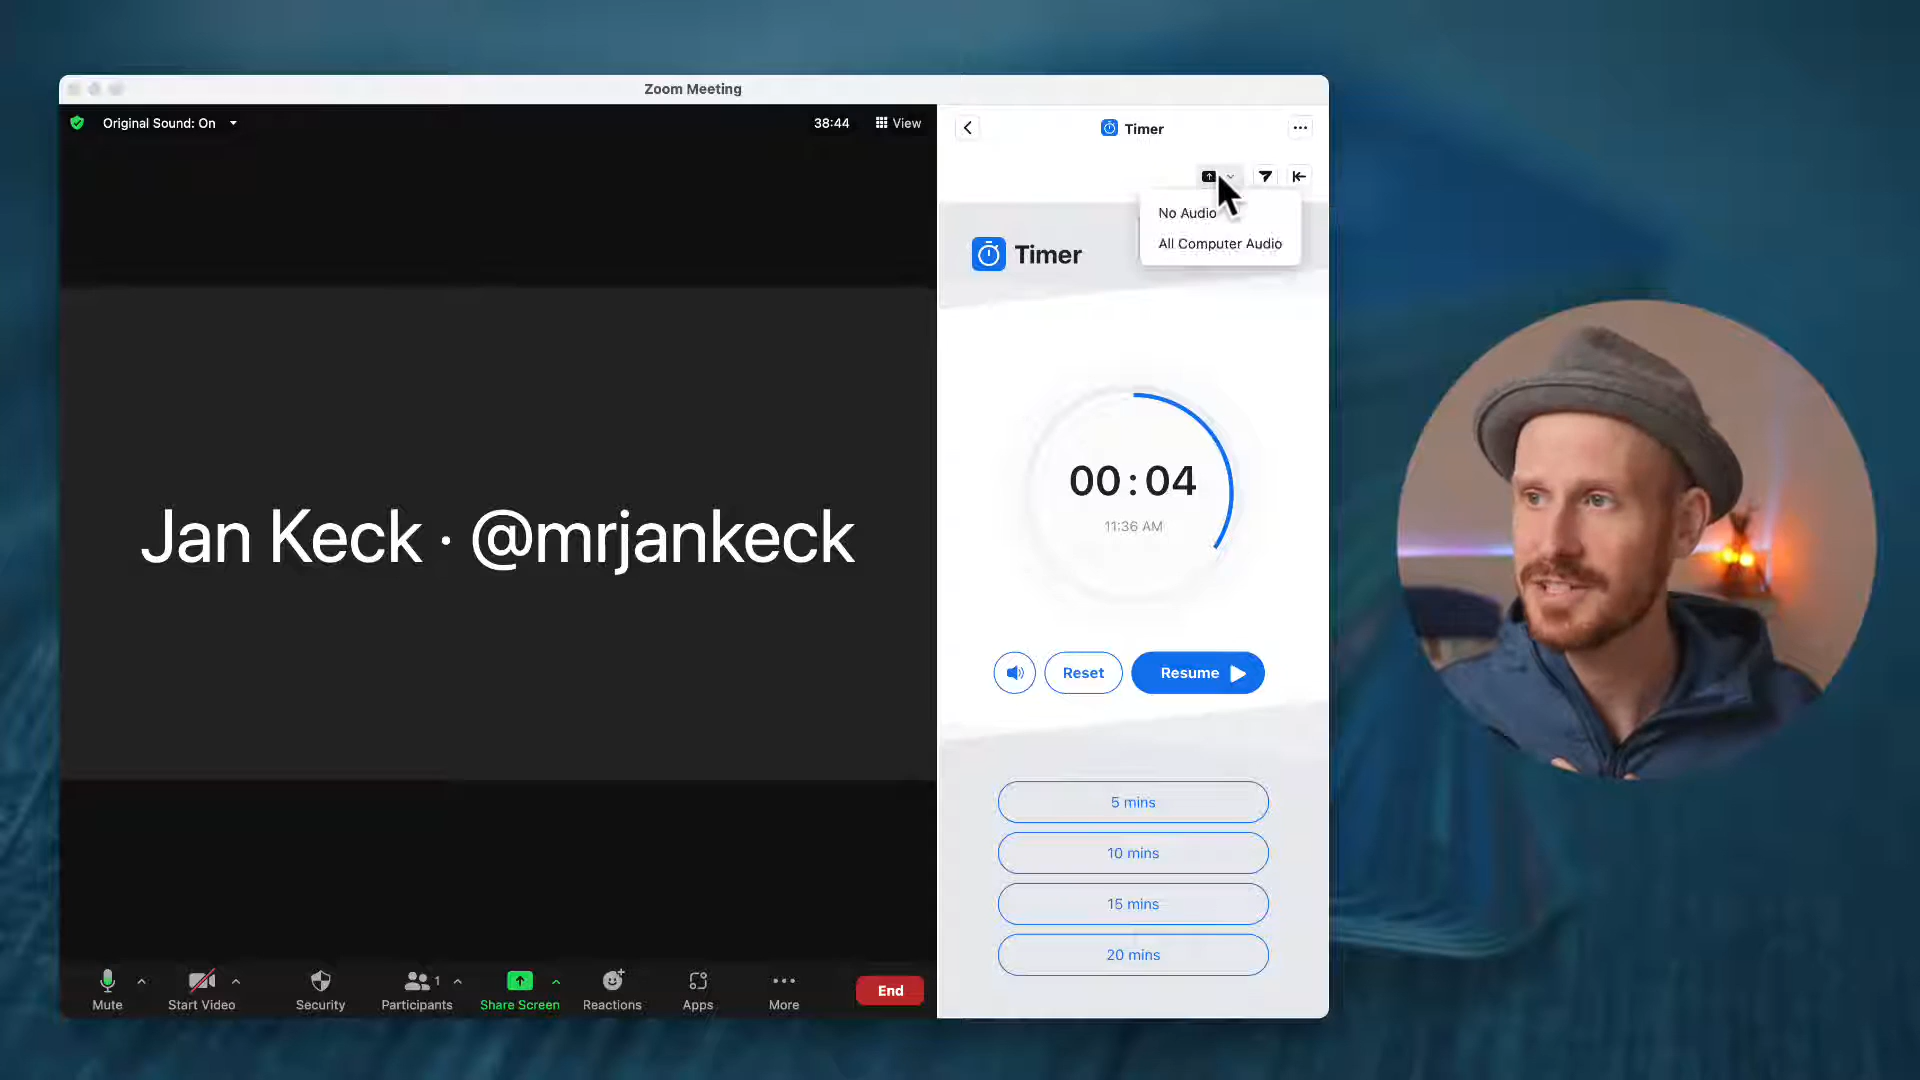 Zoom Meeting
Original Sound: On
38:44
View
Timer
No Audio
All Computer Audio
Timer
00:04
11:36 AM
Reset
Resume
Jan Keck · @mrjankeck
5 mins
10 mins
15 mins
20 mins
Mute
Start Video
Security
1
Participants
Share Screen
Reactions
Apps
More
End